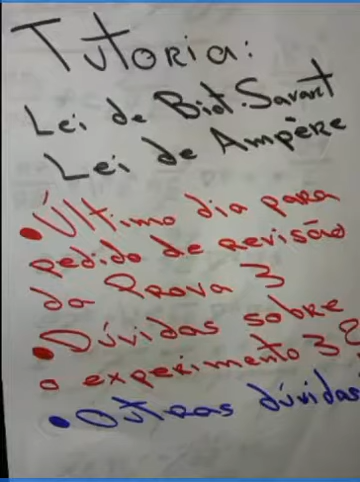 Tutoria:
Lei de Biot-Savart
Lei de Ampère
• Último dia para
pedido de revisão
da Prova 3
• Dúvidas sobre
o experimento 3
• Outras dúvidas